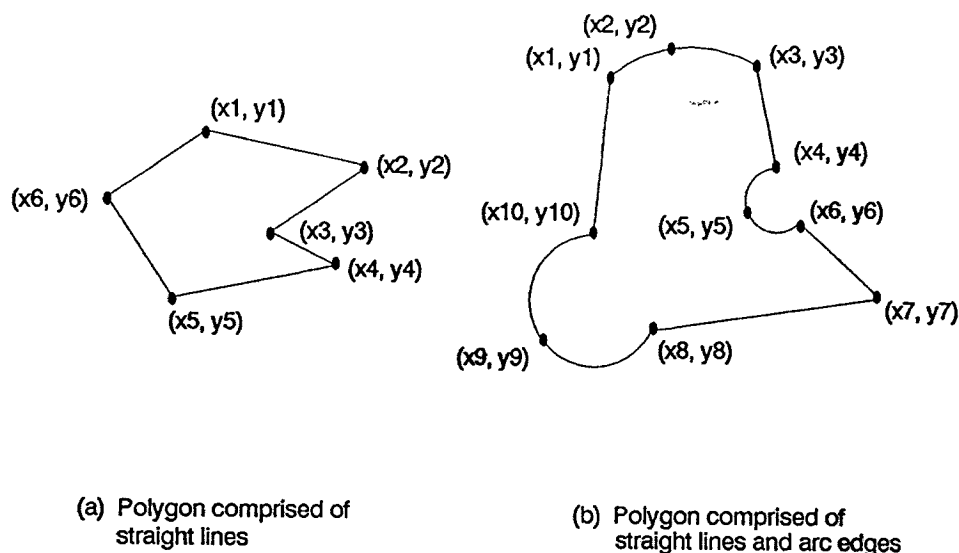 (x1, y1)
(x2, y2)
(x3, y3)
(x4, y4)
(x5, y5)
(x6, y6)
(a) Polygon comprised of
straight lines
(x2, y2)
(x1, y1)
(x3, y3)
(x4, y4)
(x10, y10)
(x5, y5)
(x6, y6)
(x7, y7)
(x9, y9)
(x8, y8)
(b) Polygon comprised of
straight lines and arc edges